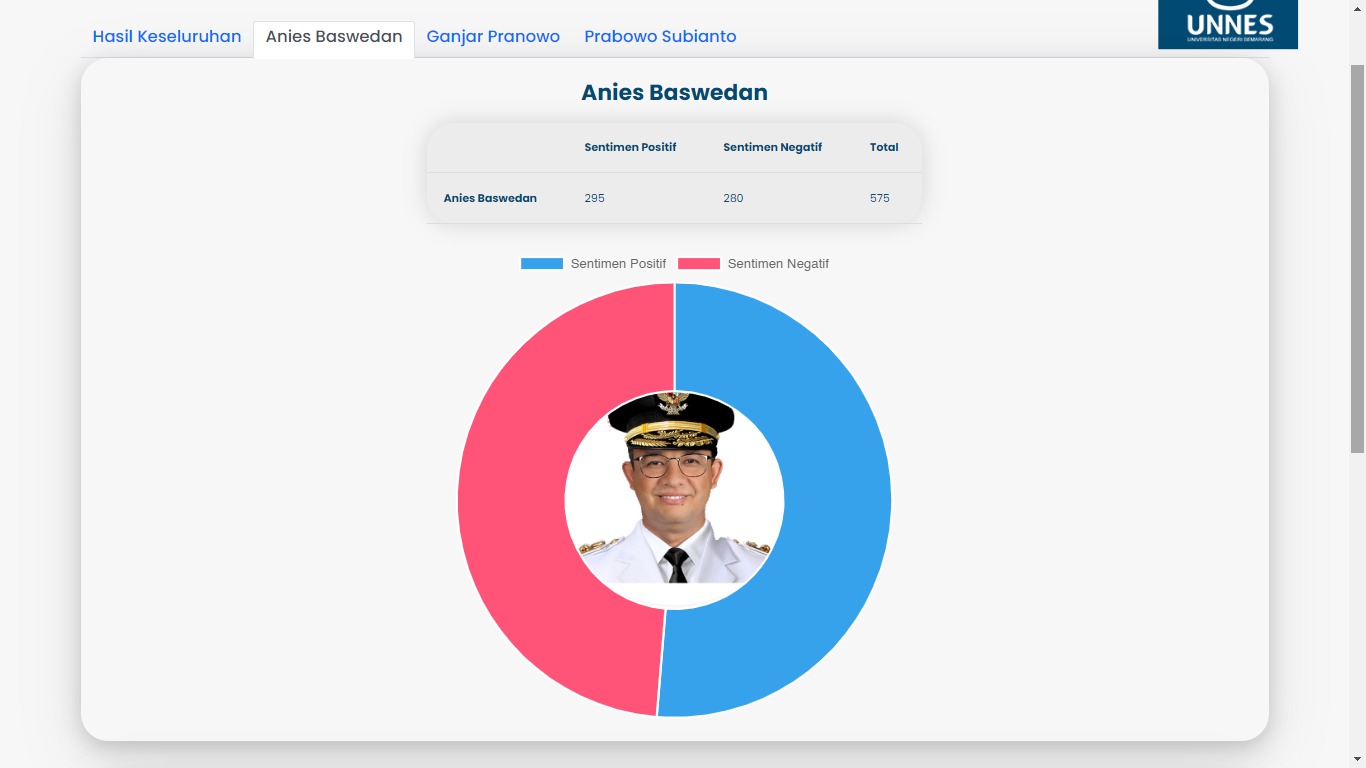 UNNES
UNIVERSITAS NEGERI SEMARANG
Hasil Keseluruhan Anies Baswedan Ganjar Pranowo Prabowo Subianto
Anies Baswedan
Sentimen Positif Sentimen Negatif Total
Anies Baswedan 295 280 575
Sentimen Positif Sentimen Negatif